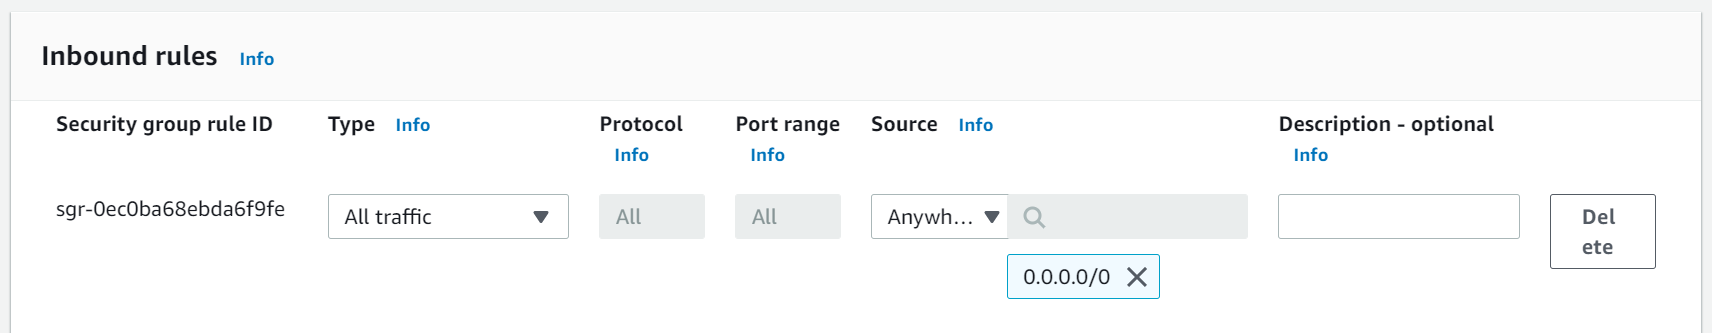 Inbound rules Info
Security group rule ID Type Info Protocol Port range Source Info Description - optional
Info Info Info
sgr-0ec0ba68ebda6f9fe All traffic All All Anywh... Del
ete
0.0.0.0/0